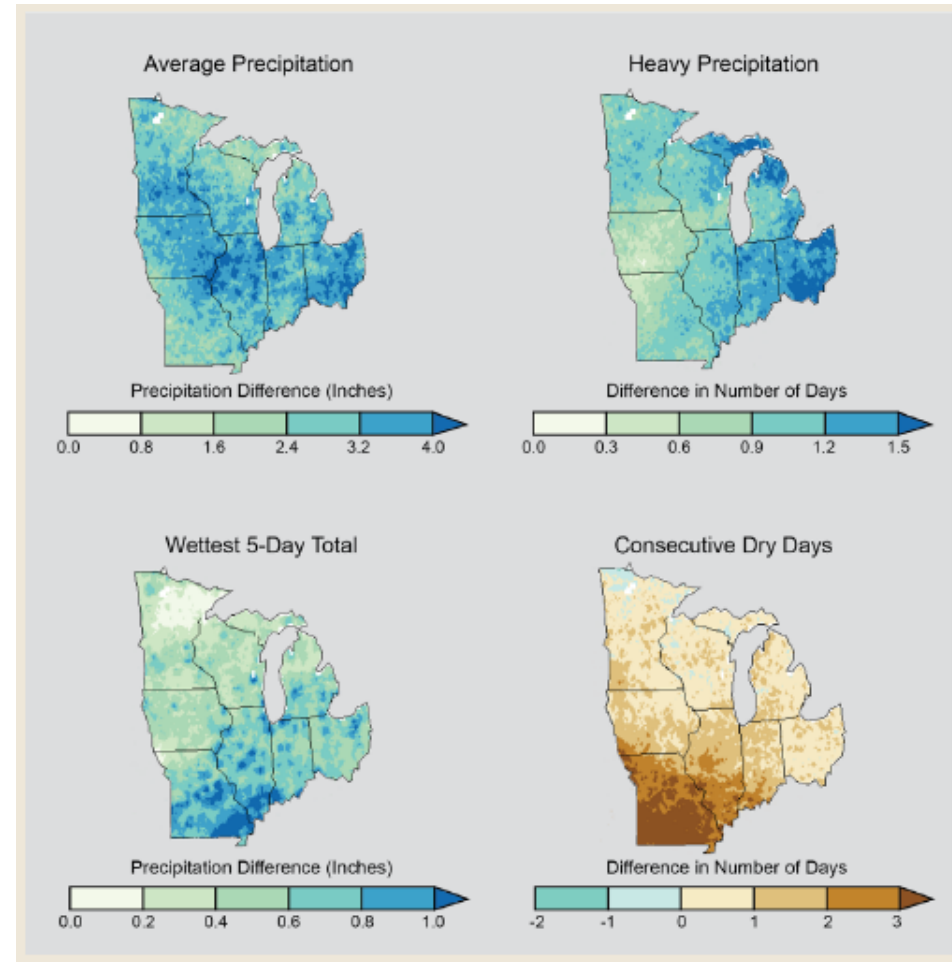 Average Precipitation
Heavy Precipitation
Precipitation Difference (Inches)
0.0 0.8 1.6 2.4 3.2 4.0
Difference in Number of Days
0.0 0.3 0.6 0.9 1.2 1.5
Wettest 5-Day Total
Consecutive Dry Days
Precipitation Difference (Inches)
0.0 0.2 0.4 0.6 0.8 1.0
Difference in Number of Days
-2 -1 0 1 2 3